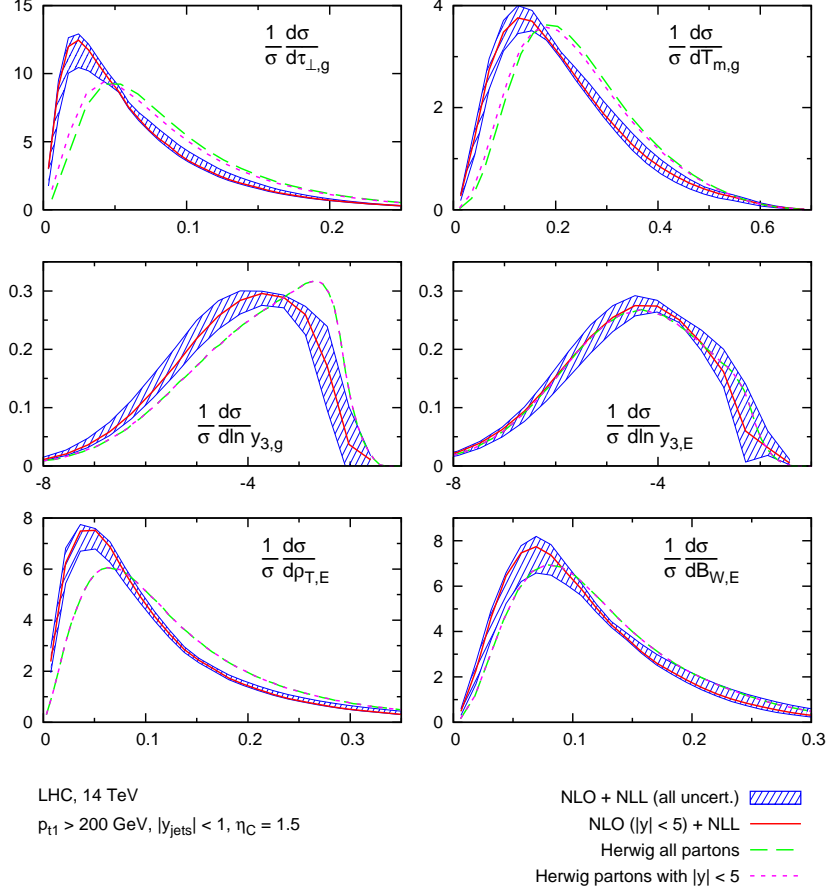 15
10
5
0
0 0.1 0.2
1/σ dσ/dτ⊥,g
4
2
0
0 0.2 0.4 0.6
1/σ dσ/dTm,g
0.3
0.2
0.1
0
-8 -4
1/σ dσ/dln y3,g
0.3
0.2
0.1
0
-8 -4
1/σ dσ/dln y3,E
8
6
4
2
0
0 0.1 0.2 0.3
1/σ dσ/dρT,E
8
6
4
2
0
0 0.1 0.2 0.3
1/σ dσ/dBW,E
LHC, 14 TeV
pt1 > 200 GeV, |yjets| < 1, ηC = 1.5
NLO + NLL (all uncert.)
NLO (|y| < 5) + NLL
Herwig all partons
Herwig partons with |y| < 5